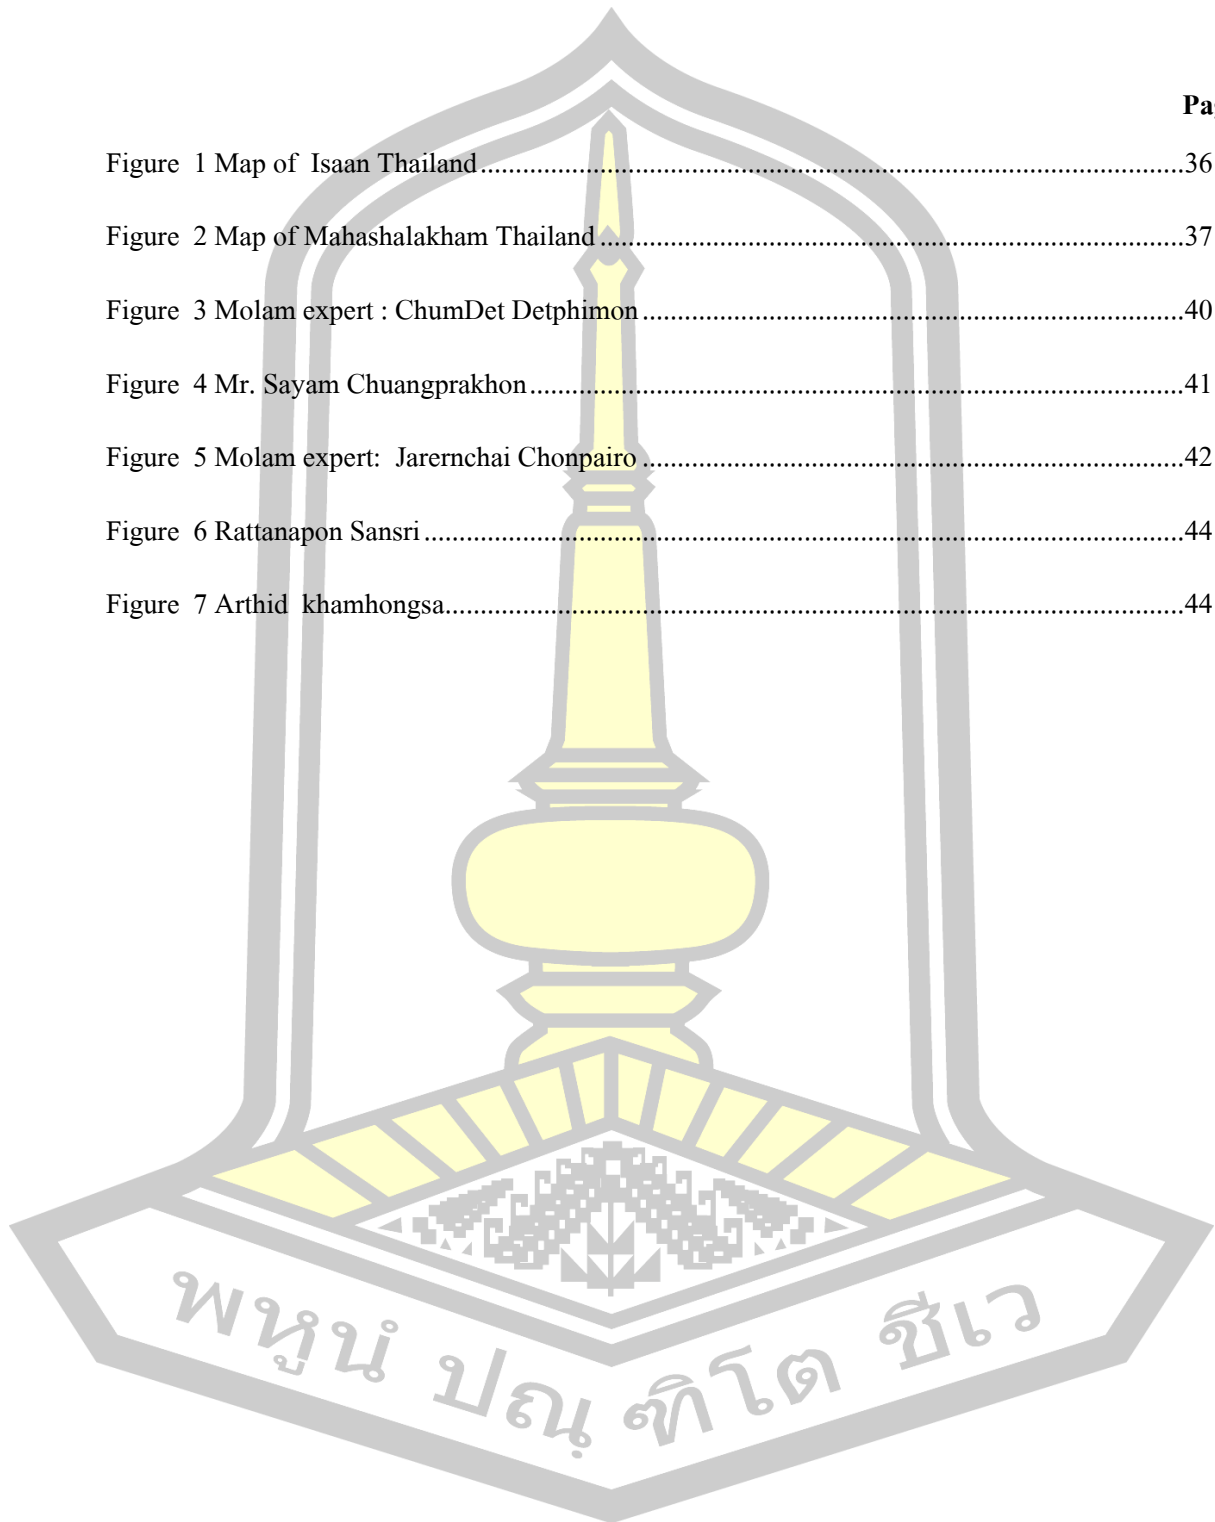 Pa
Figure  1 Map of  Isaan Thailand....................................................................................................36
Figure  2 Map of Mahashalakham Thailand...................................................................................37
Figure  3 Molam expert : ChumDet Detphimon.............................................................................40
Figure  4 Mr. Sayam Chuangprakhon.............................................................................................41
Figure  5 Molam expert:  Jarernchai Chonpairo.............................................................................42
Figure  6 Rattanapon Sansri............................................................................................................44
Figure  7 Arthid  khamhongsa.........................................................................................................44
พหูนํ ปณฺฑิโต ชีเว